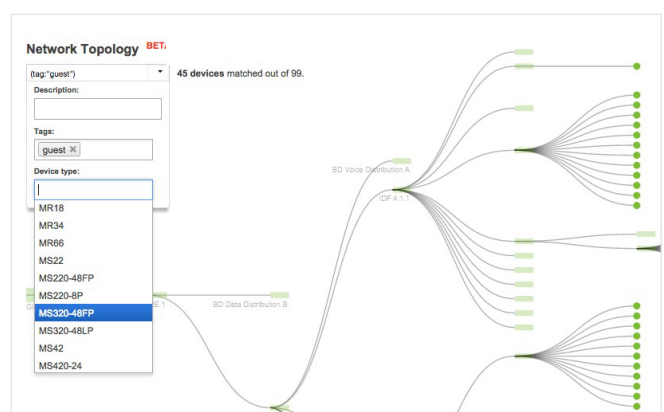 Network Topology BETA
(tag:"guest")
45 devices matched out of 99.
Description:
Tags:
guest ×
Device type:
MR18
MR34
MR66
MS22
MS220-48FP
MS220-8P
MS320-48FP
MS320-48LP
MS42
MS420-24
BD Voice Distribution A
IDF 4.1.1
BD Data Distribution B